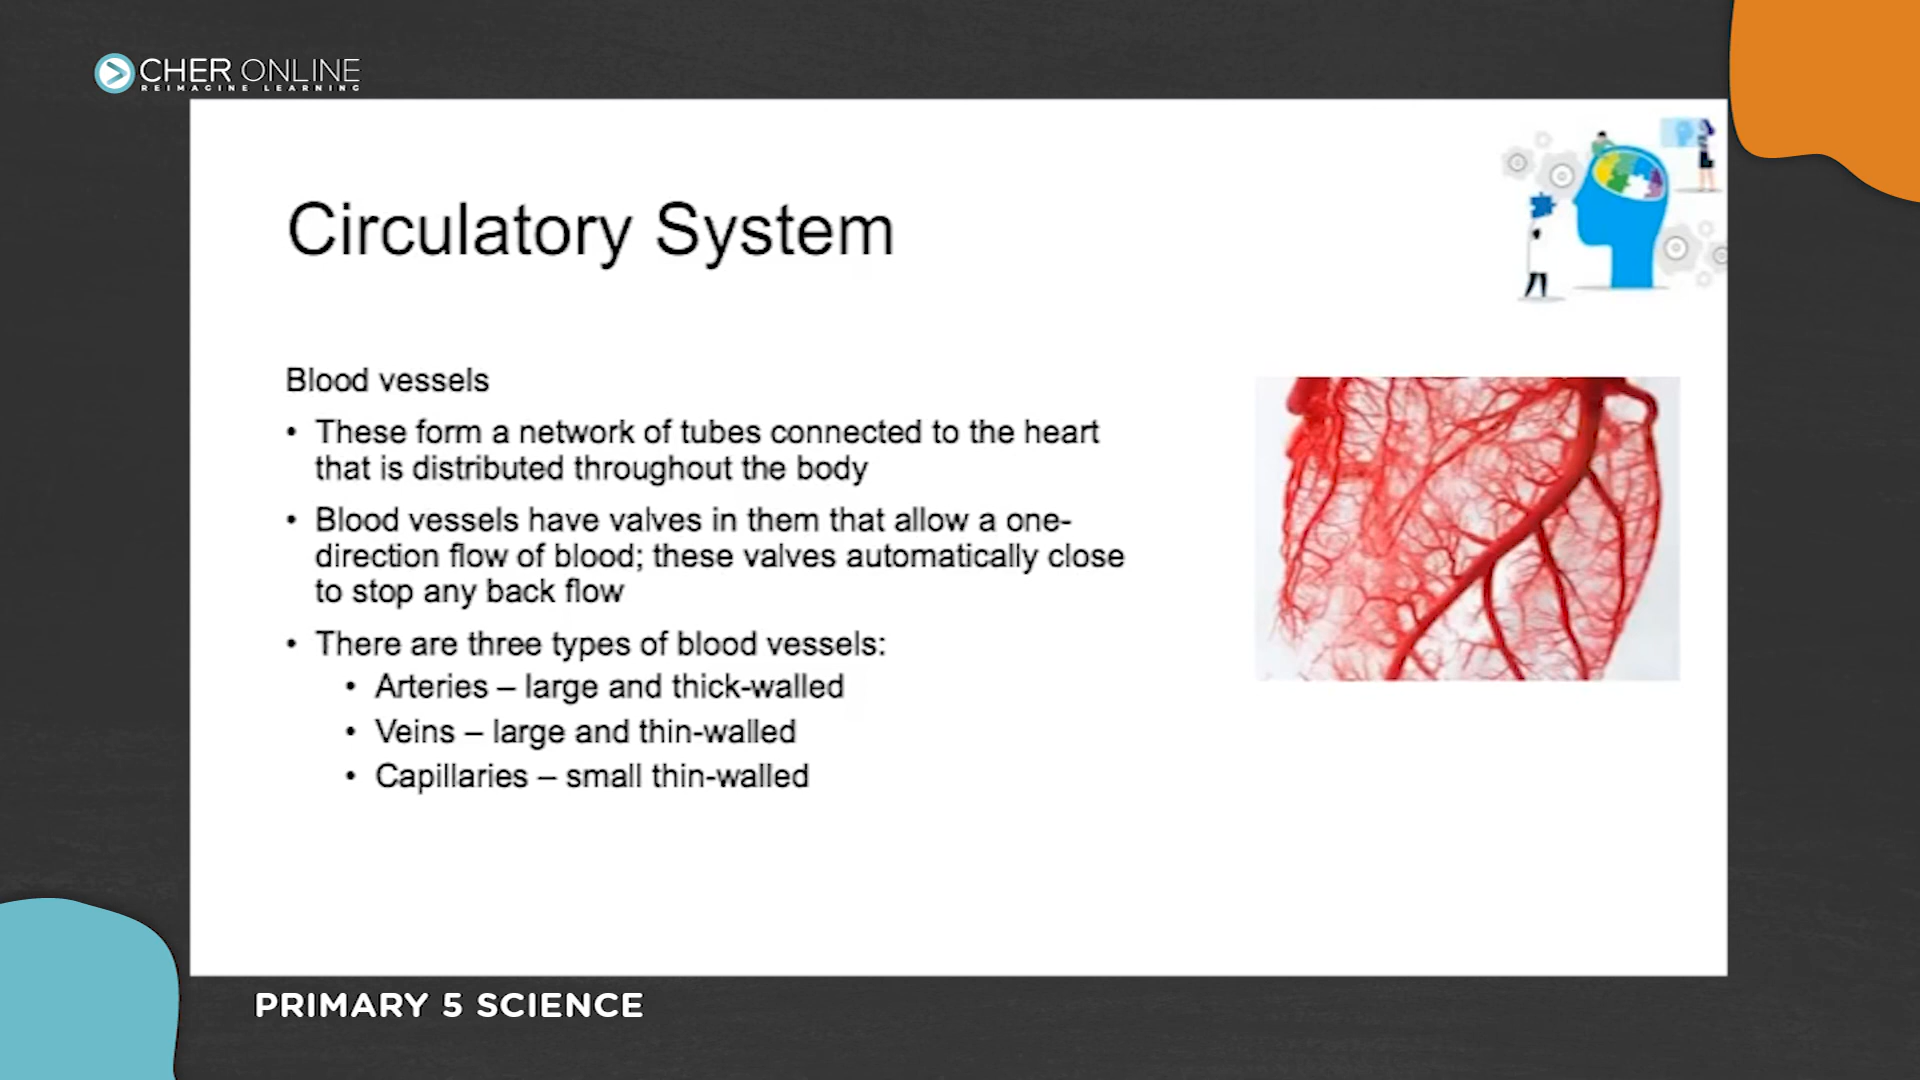 CHER ONLINE
REIMAGINE LEARNING
Circulatory System
Blood vessels
• These form a network of tubes connected to the heart
that is distributed throughout the body
• Blood vessels have valves in them that allow a one-
direction flow of blood; these valves automatically close
to stop any back flow
• There are three types of blood vessels:
• Arteries – large and thick-walled
• Veins – large and thin-walled
• Capillaries – small thin-walled
PRIMARY 5 SCIENCE